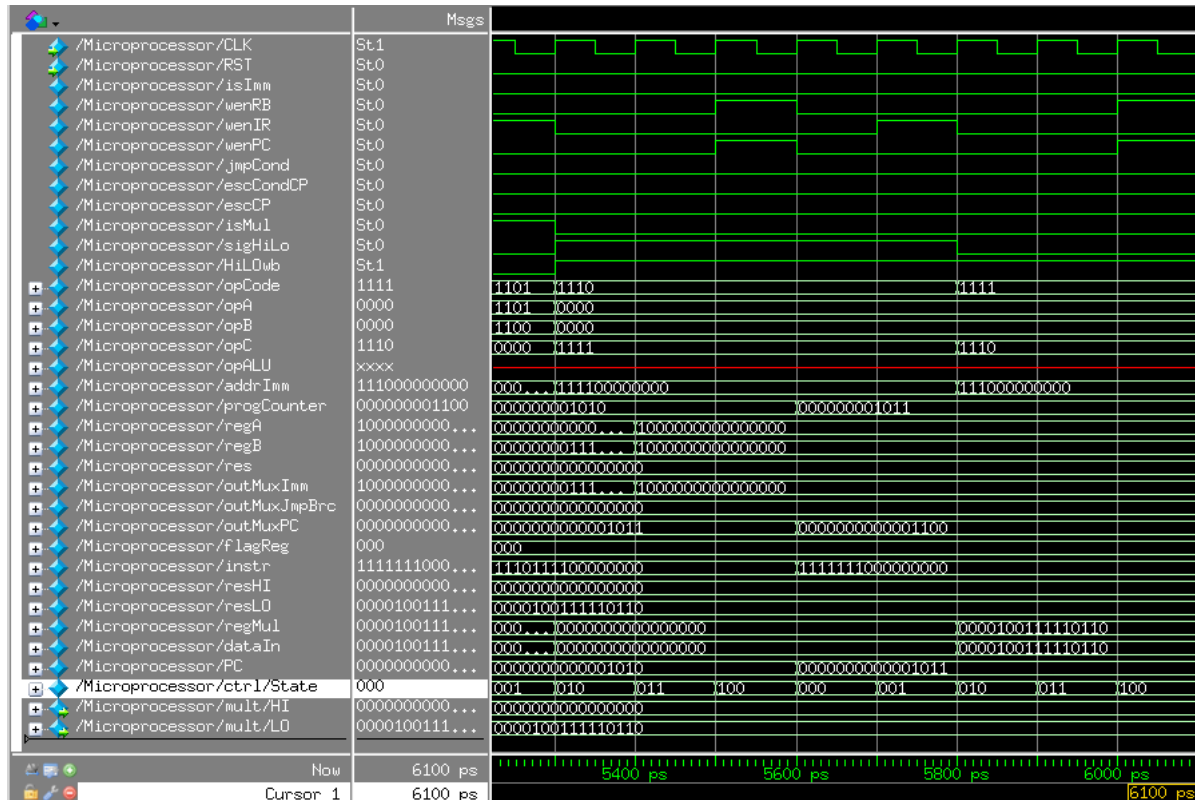 Msgs
/Microprocessor/CLK St1
/Microprocessor/RST St0
/Microprocessor/isImm St0
/Microprocessor/wenRB St0
/Microprocessor/wenIR St0
/Microprocessor/wenPC St0
/Microprocessor/jmpCond St0
/Microprocessor/escCondCP St0
/Microprocessor/escCP St0
/Microprocessor/isMul St0
/Microprocessor/sigHiLo St0
/Microprocessor/HiLOwb St1
/Microprocessor/opCode 1111 1101 1110 1111
/Microprocessor/opA 0000 1101 0000
/Microprocessor/opB 0000 1100 0000
/Microprocessor/opC 1110 0000 1111 1110
/Microprocessor/opALU xxxx
/Microprocessor/addrImm 111000000000 000... 111100000000 111000000000
/Microprocessor/progCounter 000000001100 000000001010 000000001011
/Microprocessor/regA 1000000000... 00000000000... 1000000000000000
/Microprocessor/regB 1000000000... 00000000111... 1000000000000000
/Microprocessor/res 0000000000... 0000000000000000
/Microprocessor/outMuxImm 1000000000... 00000000111... 1000000000000000
/Microprocessor/outMuxJmpBrc 0000000000... 0000000000000000
/Microprocessor/outMuxPC 0000000000... 0000000000001011 0000000000001100
/Microprocessor/flagReg 000 000
/Microprocessor/instr 1111111000... 1110111100000000 1111111000000000
/Microprocessor/resHI 0000000000... 0000000000000000
/Microprocessor/resLO 0000100111... 0000100111110110
/Microprocessor/regMul 0000100111... 000... 0000000000000000 0000100111110110
/Microprocessor/dataIn 0000100111... 000... 0000000000000000 0000100111110110
/Microprocessor/PC 0000000000... 0000000000001010 0000000000001011
/Microprocessor/ctrl/State 000 001 010 011 100 000 001 010 011 100
/Microprocessor/mult/HI 0000000000... 0000000000000000
/Microprocessor/mult/LO 0000100111... 0000100111110110
Now 6100 ps 5400 ps 5600 ps 5800 ps 6000 ps
Cursor 1 6100 ps 6100 ps